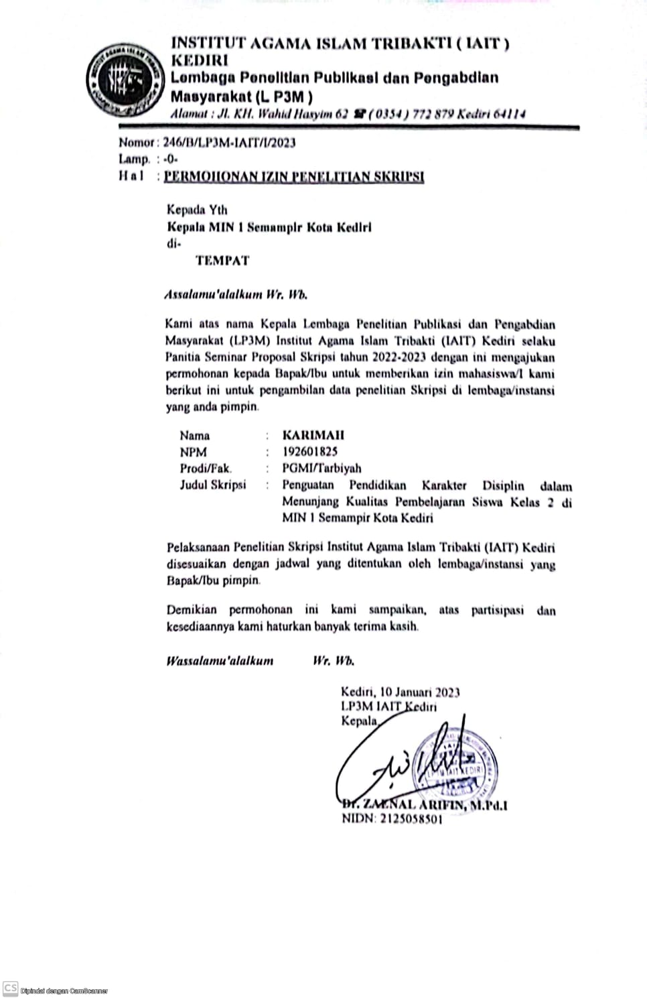 INSTITUT AGAMA ISLAM TRIBAKTI ( IAIT )
KEDIRI
Lembaga Penelitian Publikasi dan Pengabdian
Masyarakat (L P3M )
Alamat : Jl. KH. Wahid Hasyim 62 ☎ ( 0354 ) 772 879 Kediri 64114
Nomor : 246/B/LP3M-IAIT/I/2023
Lamp. : -0-
H a l : PERMOHONAN IZIN PENELITIAN SKRIPSI
Kepada Yth
Kepala MIN 1 Semampir Kota Kediri
di-
TEMPAT
Assalamu'alaikum Wr. Wb.
Kami atas nama Kepala Lembaga Penelitian Publikasi dan Pengabdian
Masyarakat (LP3M) Institut Agama Islam Tribakti (IAIT) Kediri selaku
Panitia Seminar Proposal Skripsi tahun 2022-2023 dengan ini mengajukan
permohonan kepada Bapak/Ibu untuk memberikan izin mahasiswa/I kami
berikut ini untuk pengambilan data penelitian Skripsi di lembaga/instansi
yang anda pimpin.
Nama : KARIMAH
NPM : 192601825
Prodi/Fak. : PGMI/Tarbiyah
Judul Skripsi : Penguatan Pendidikan Karakter Disiplin dalam
Menunjang Kualitas Pembelajaran Siswa Kelas 2 di
MIN 1 Semampir Kota Kediri
Pelaksanaan Penelitian Skripsi Institut Agama Islam Tribakti (IAIT) Kediri
disesuaikan dengan jadwal yang ditentukan oleh lembaga/instansi yang
Bapak/Ibu pimpin.
Demikian permohonan ini kami sampaikan, atas partisipasi dan
kesediaannya kami haturkan banyak terima kasih.
Wassalamu'alaikum Wr. Wb.
Kediri, 10 Januari 2023
LP3M IAIT Kediri
Kepala,
Dr. ZAENAL ARIFIN, M.Pd.I
NIDN: 2125058501
CS Dipindai dengan CamScanner